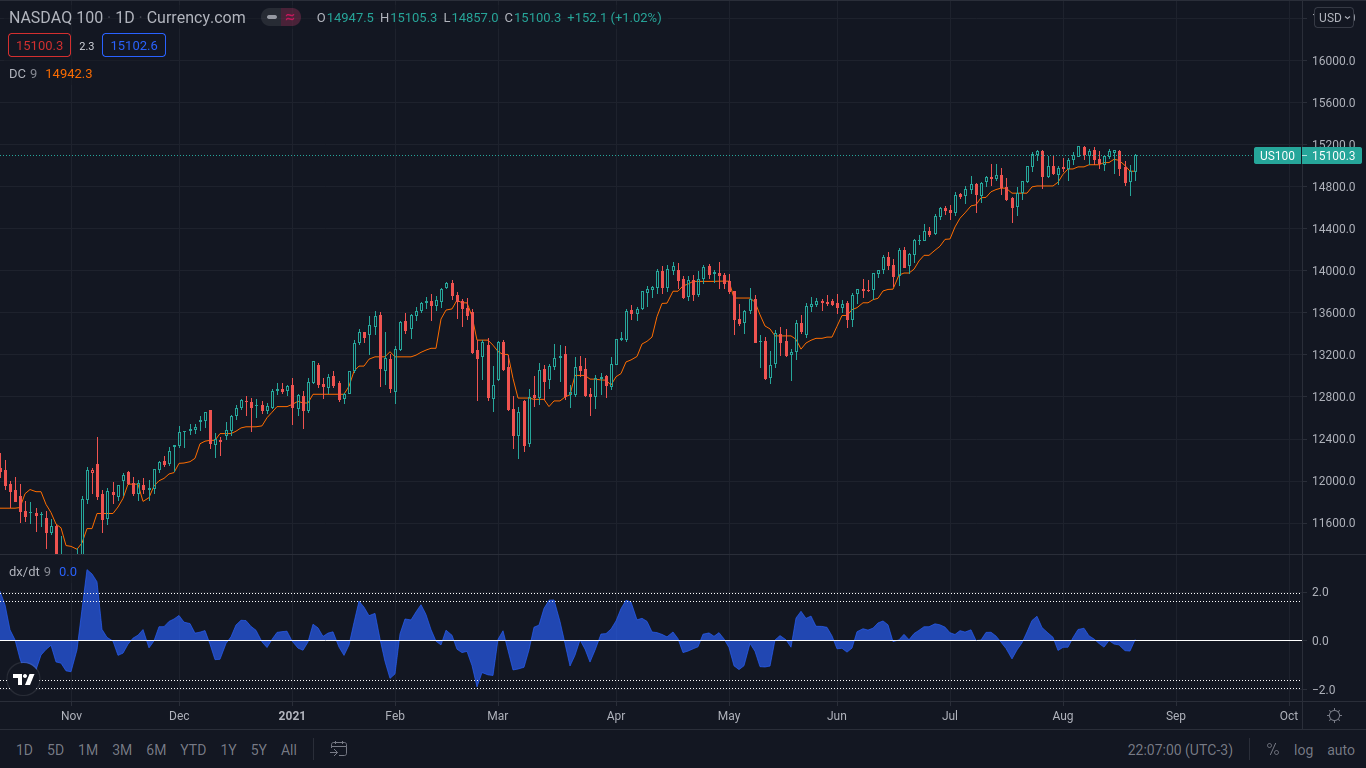 NASDAQ 100 · 1D · Currency.com O14947.5 H15105.3 L14857.0 C15100.3 +152.1 (+1.02%)
USD
15100.3 2.3 15102.6
DC 9 14942.3
16000.0
15600.0
15200.0
US100 15100.3
14800.0
14400.0
14000.0
13600.0
13200.0
12800.0
12400.0
12000.0
11600.0
dx/dt 9 0.0
2.0
0.0
−2.0
Nov Dec 2021 Feb Mar Apr May Jun Jul Aug Sep Oct
1D 5D 1M 3M 6M YTD 1Y 5Y All 22:07:00 (UTC-3) % log auto